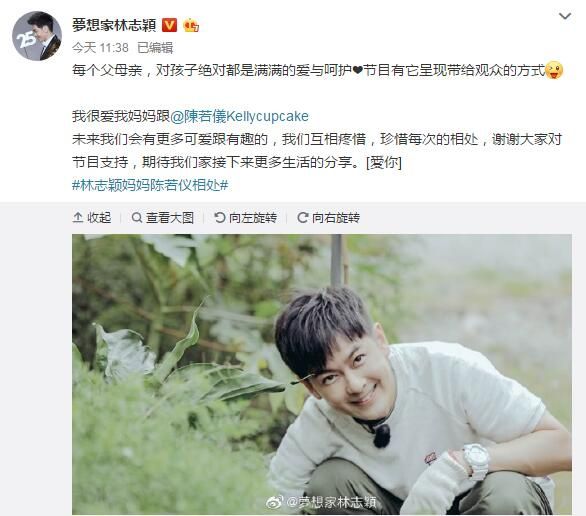 夢想家林志穎
25
今天 11:38 已编辑
每个父母亲，对孩子绝对都是满满的爱与呵护❤节目有它呈现带给观众的方式😜
我很爱我妈妈跟@陳若儀Kellycupcake
未来我们会有更多可爱跟有趣的，我们互相疼惜，珍惜每次的相处，谢谢大家对
节目支持，期待我们家接下来更多生活的分享。[愛你]
#林志颖妈妈陈若仪相处#
收起 查看大图 向左旋转 向右旋转
@夢想家林志穎